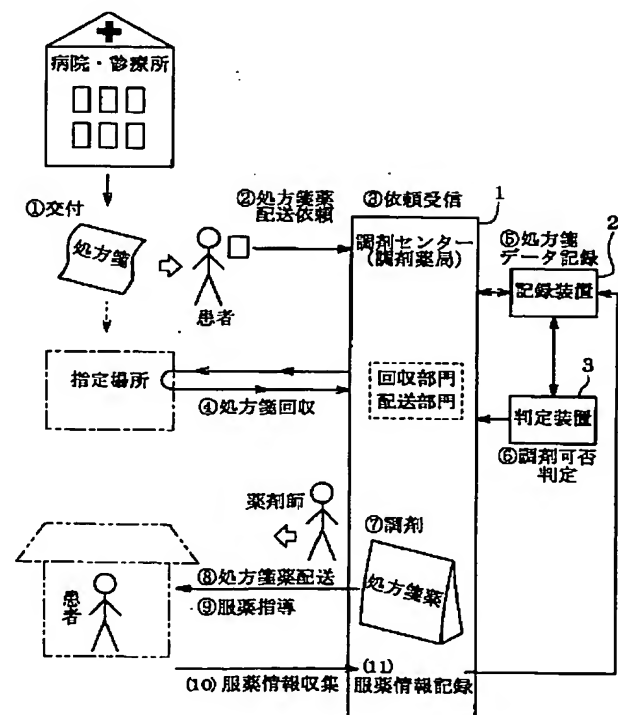 病院・診療所
①交付
処方箋
患者
②処方箋薬
配送依頼
③依頼受信
1
調剤センター
(調剤薬局)
⑤処方箋
データ記録
2
記録装置
指定場所
④処方箋回収
回収部門
配送部門
3
判定装置
⑥調剤可否
判定
薬剤師
⑦調剤
処方箋薬
患者
⑧処方箋薬配送
⑨服薬指導
(10)服薬情報収集
(11)
服薬情報記録